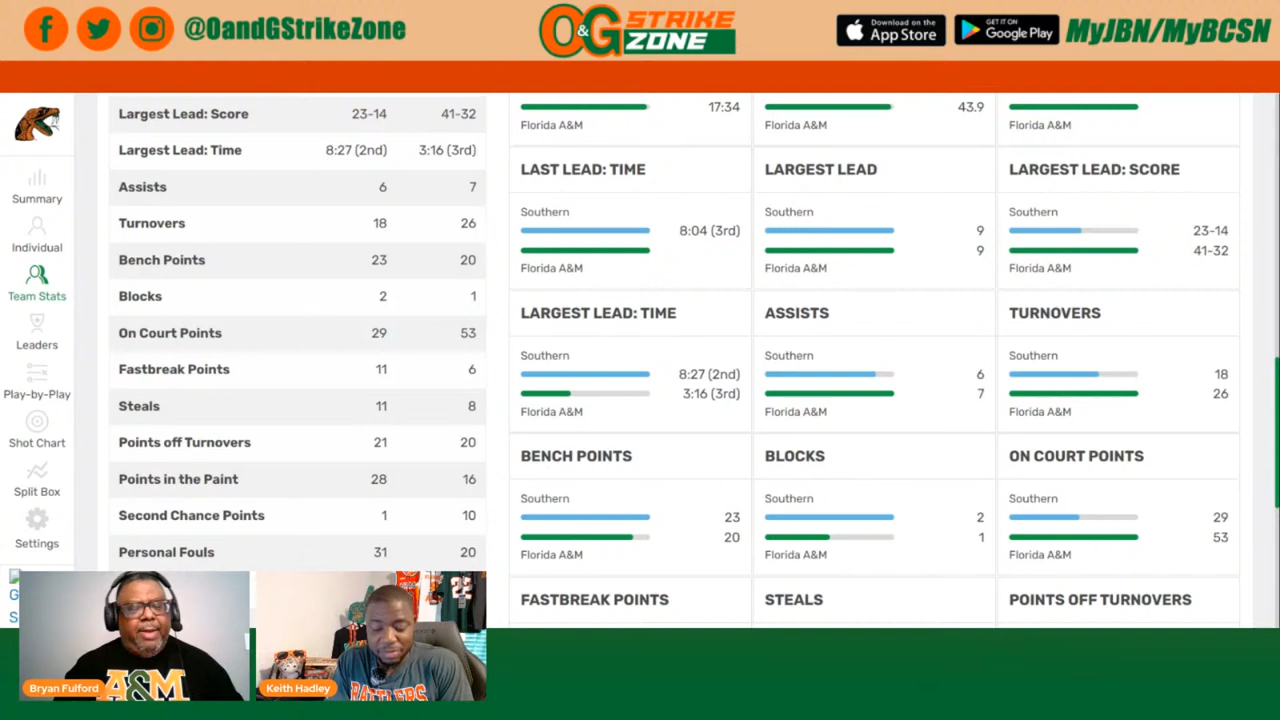 @OandGStrikeZone
O&G STRIKE
ZONE
Download on the
App Store
GET IT ON
Google Play
MyJBN/MyBCSN
Summary
Individual
Team Stats
Leaders
Play-by-Play
Shot Chart
Split Box
Settings
Largest Lead: Score 23-14 41-32
Largest Lead: Time 8:27 (2nd) 3:16 (3rd)
Assists 6 7
Turnovers 18 26
Bench Points 23 20
Blocks 2 1
On Court Points 29 53
Fastbreak Points 11 6
Steals 11 8
Points off Turnovers 21 20
Points in the Paint 28 16
Second Chance Points 1 10
Personal Fouls 31 20
17:34
Florida A&M
43.9
Florida A&M
Florida A&M
LAST LEAD: TIME
Southern
8:04 (3rd)
Florida A&M
LARGEST LEAD
Southern
9
9
Florida A&M
LARGEST LEAD: SCORE
Southern
23-14
41-32
Florida A&M
LARGEST LEAD: TIME
Southern
8:27 (2nd)
3:16 (3rd)
Florida A&M
ASSISTS
Southern
6
7
Florida A&M
TURNOVERS
Southern
18
26
Florida A&M
BENCH POINTS
Southern
23
20
Florida A&M
BLOCKS
Southern
2
1
Florida A&M
ON COURT POINTS
Southern
29
53
Florida A&M
FASTBREAK POINTS
STEALS
POINTS OFF TURNOVERS
G
S
A&M
Bryan Fulford
RATTLERS
Keith Hadley
22